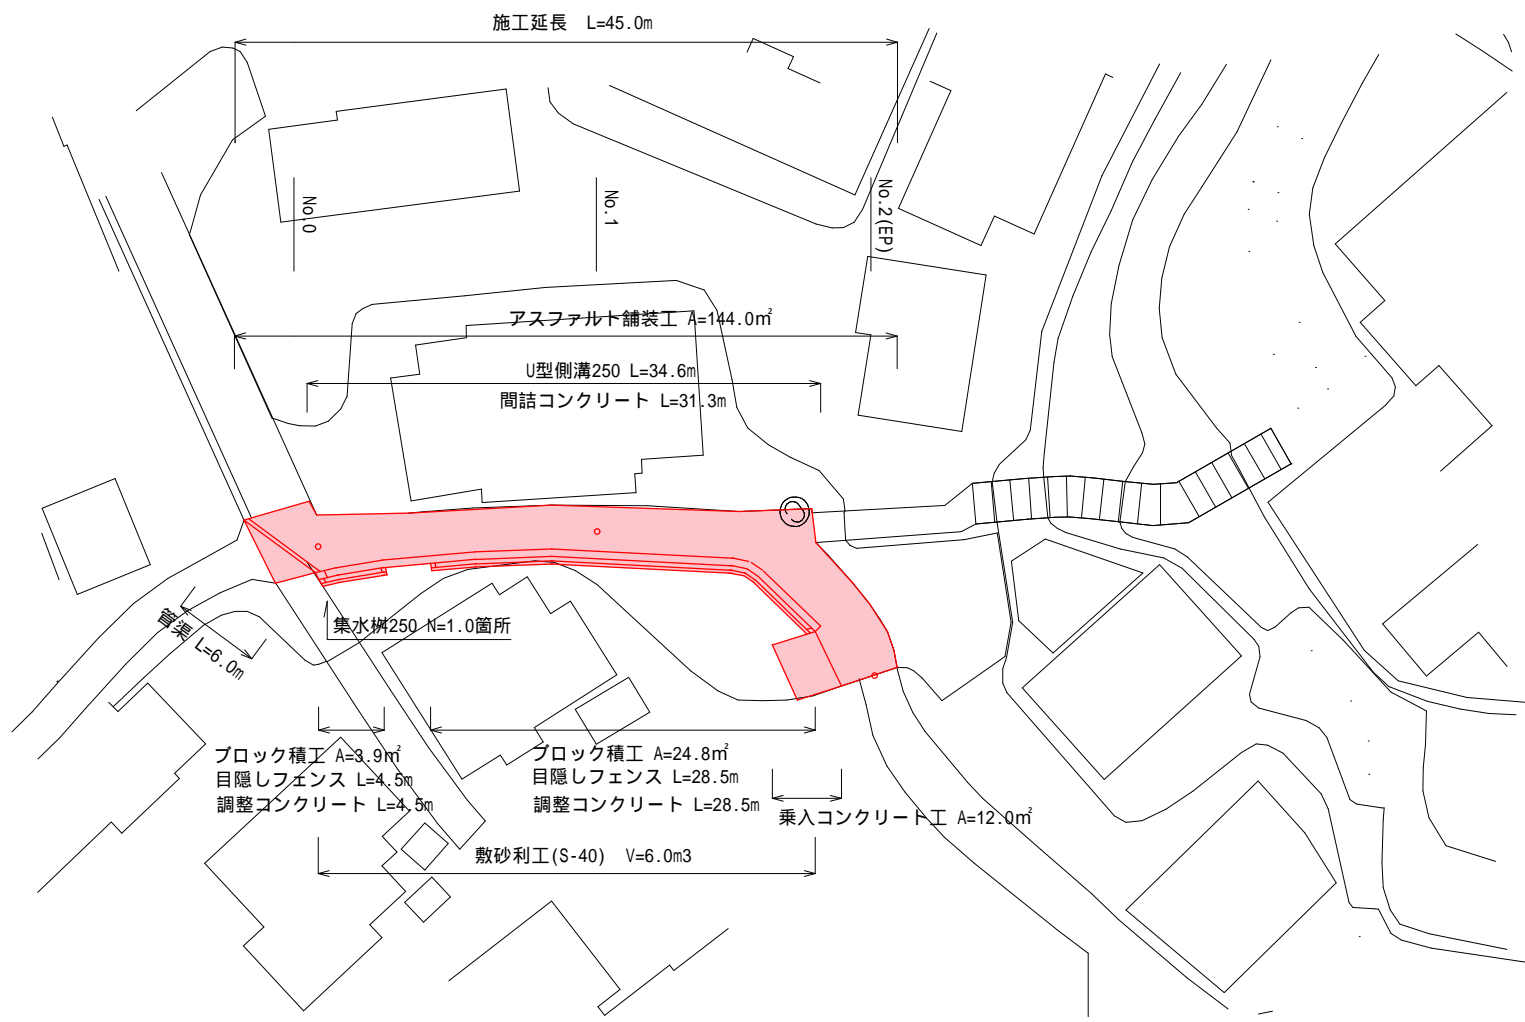 施工延長　L=45.0m
No.0
No.1
No.2(EP)
アスファルト舗装工 A=144.0㎡
U型側溝250 L=34.6m
間詰コンクリート L=31.3m
管渠 L=6.0m
集水桝250 N=1.0箇所
ブロック積工 A=3.9㎡
目隠しフェンス L=4.5m
調整コンクリート L=4.5m
ブロック積工 A=24.8㎡
目隠しフェンス L=28.5m
調整コンクリート L=28.5m
乗入コンクリート工 A=12.0㎡
敷砂利工(S-40)　V=6.0m3